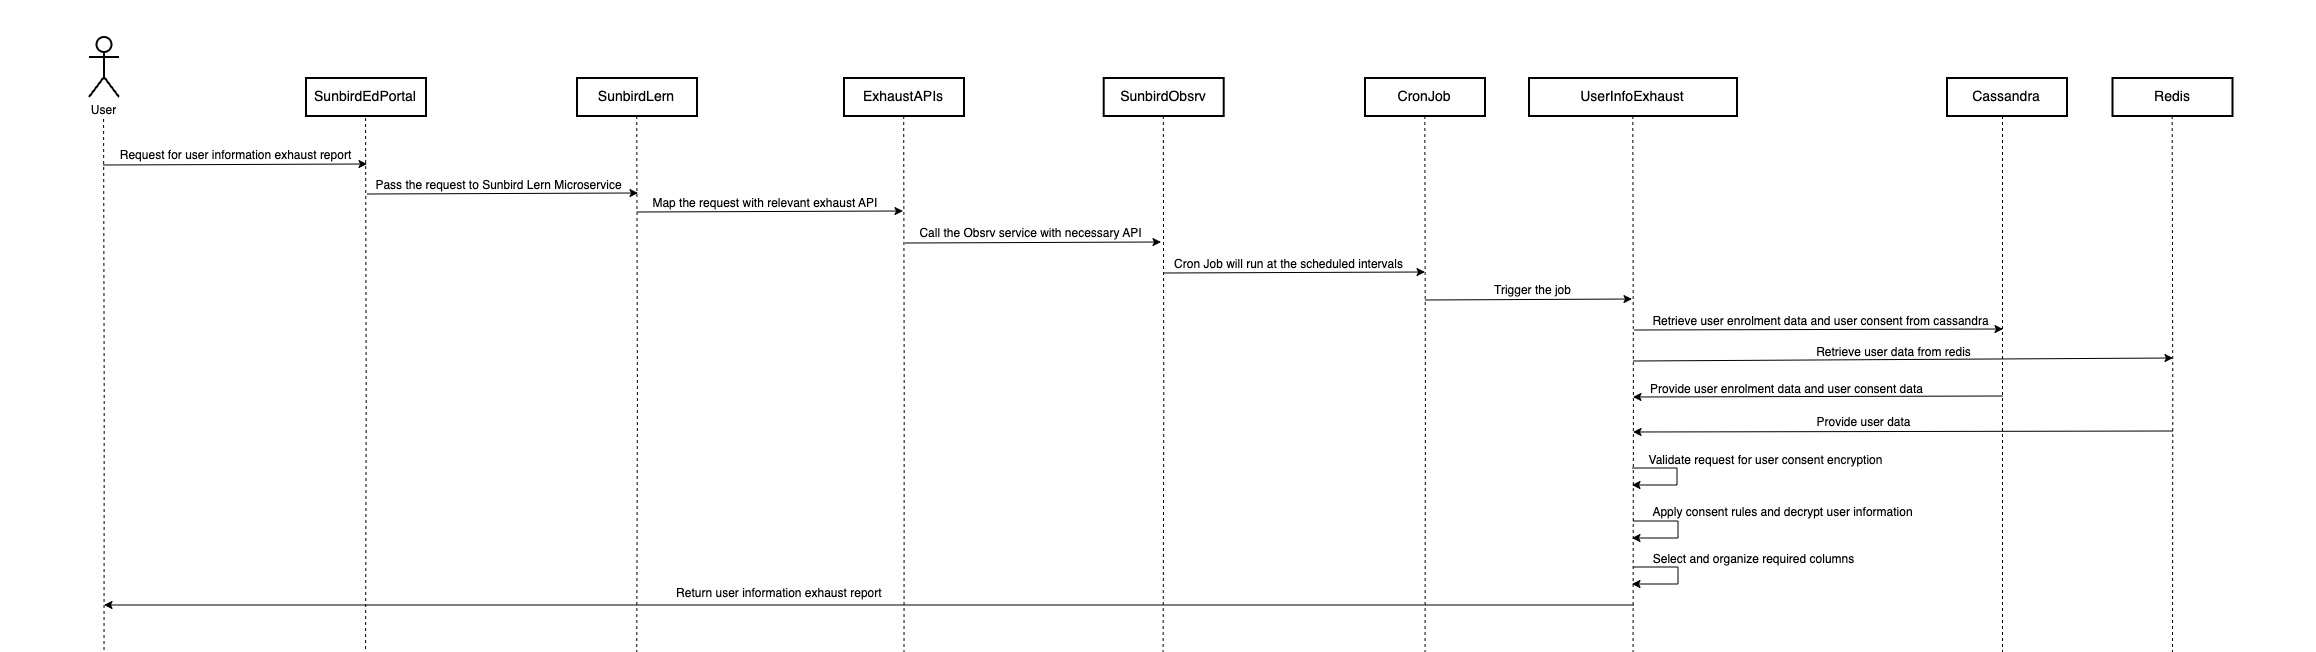 User
SunbirdEdPortal
SunbirdLern
ExhaustAPIs
SunbirdObsrv
CronJob
UserInfoExhaust
Cassandra
Redis
Request for user information exhaust report
Pass the request to Sunbird Lern Microservice
Map the request with relevant exhaust API
Call the Obsrv service with necessary API
Cron Job will run at the scheduled intervals
Trigger the job
Retrieve user enrolment data and user consent from cassandra
Retrieve user data from redis
Provide user enrolment data and user consent data
Provide user data
Validate request for user consent encryption
Apply consent rules and decrypt user information
Select and organize required columns
Return user information exhaust report